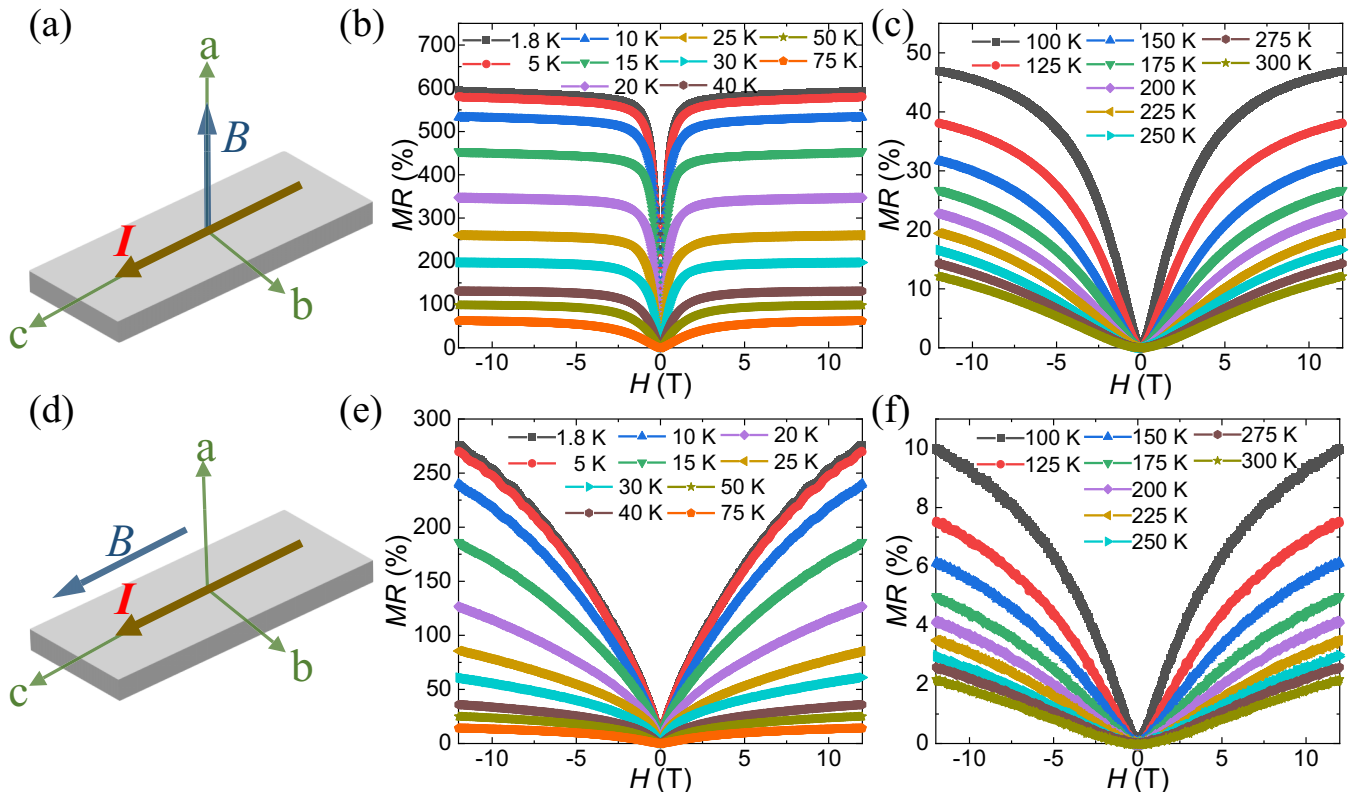 (a)
a
B
I
b
c
(b)
1.8 K 10 K 25 K 50 K
5 K 15 K 30 K 75 K
20 K 40 K
700
600
500
400
300
200
100
0
MR (%)
-10 -5 0 5 10
H (T)
(c)
100 K 150 K 275 K
125 K 175 K 300 K
200 K
225 K
250 K
50
40
30
20
10
0
MR (%)
-10 -5 0 5 10
H (T)
(d)
a
B
I
b
c
(e)
1.8 K 10 K 20 K
5 K 15 K 25 K
30 K 50 K
40 K 75 K
300
250
200
150
100
50
0
MR (%)
-10 -5 0 5 10
H (T)
(f)
100 K 150 K 275 K
125 K 175 K 300 K
200 K
225 K
250 K
10
8
6
4
2
0
MR (%)
-10 -5 0 5 10
H (T)